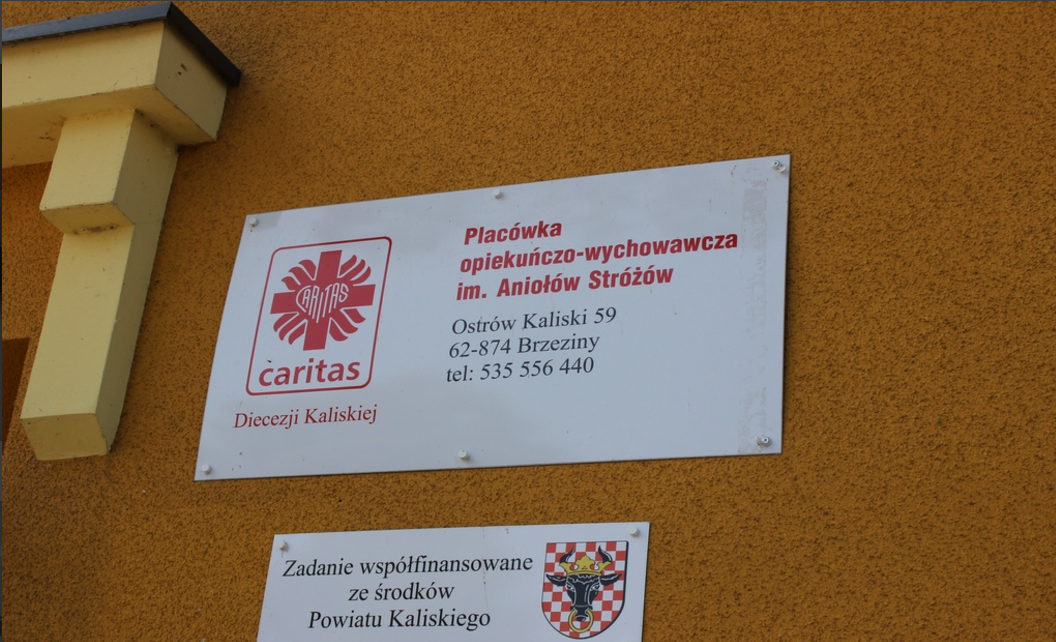 CARITAS
caritas
Diecezji Kaliskiej
Placówka
opiekuńczo-wychowawcza
im. Aniołów Stróżów
Ostrów Kaliski 59
62-874 Brzeziny
tel: 535 556 440
Zadanie współfinansowane
ze środków
Powiatu Kaliskiego